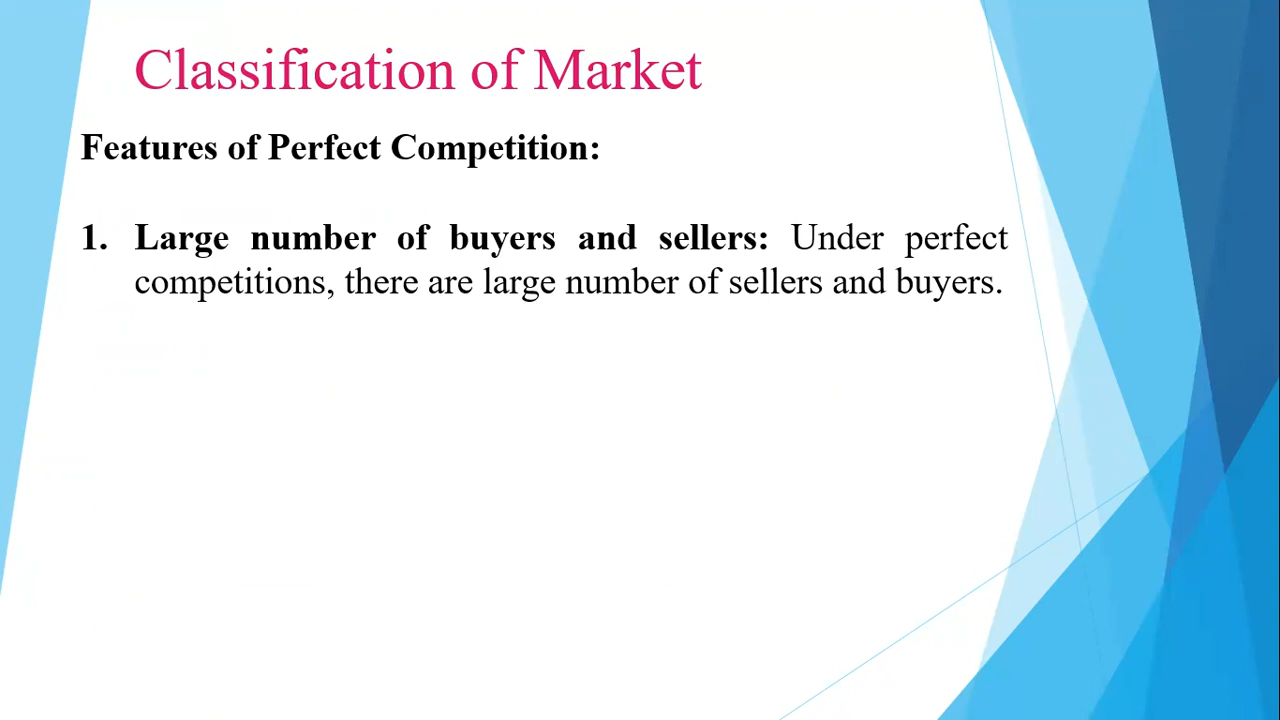 Classification of Market
Features of Perfect Competition:
1. Large number of buyers and sellers: Under perfect
competitions, there are large number of sellers and buyers.